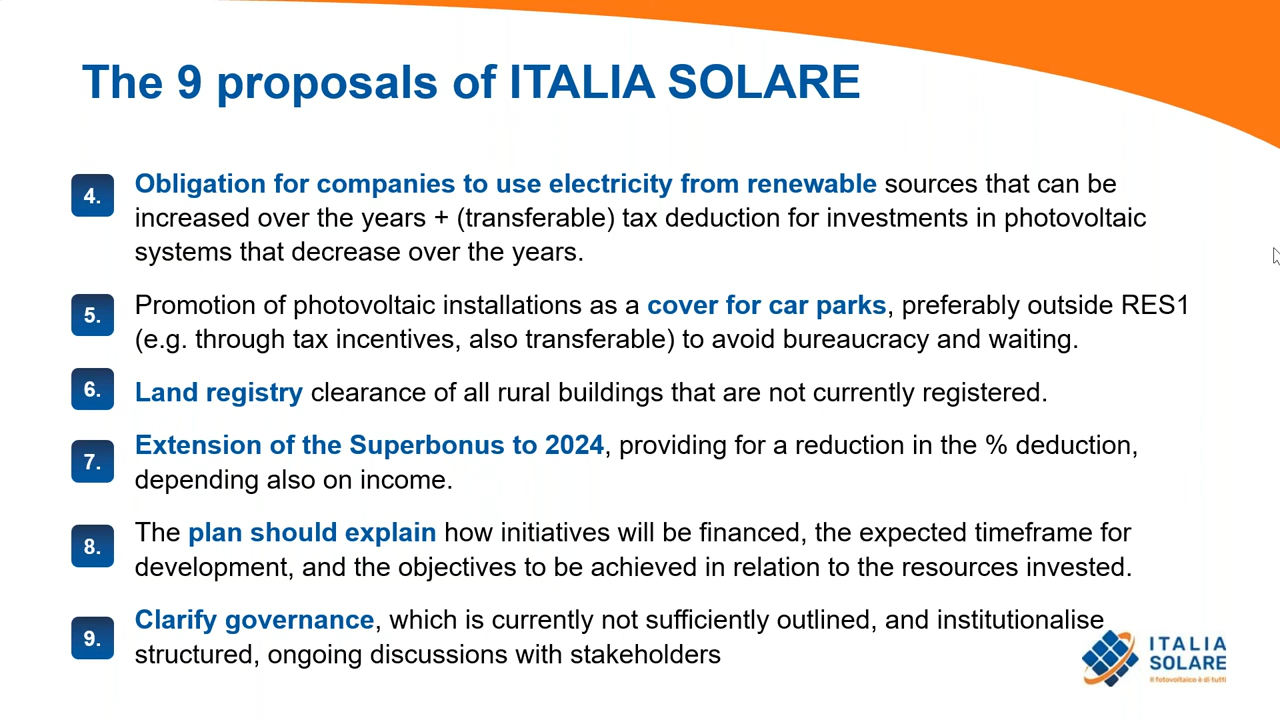 The 9 proposals of ITALIA SOLARE
4. Obligation for companies to use electricity from renewable sources that can be
increased over the years + (transferable) tax deduction for investments in photovoltaic
systems that decrease over the years.
5. Promotion of photovoltaic installations as a cover for car parks, preferably outside RES1
(e.g. through tax incentives, also transferable) to avoid bureaucracy and waiting.
6. Land registry clearance of all rural buildings that are not currently registered.
7. Extension of the Superbonus to 2024, providing for a reduction in the % deduction,
depending also on income.
8. The plan should explain how initiatives will be financed, the expected timeframe for
development, and the objectives to be achieved in relation to the resources invested.
9. Clarify governance, which is currently not sufficiently outlined, and institutionalise
structured, ongoing discussions with stakeholders
ITALIA
SOLARE
Il fotovoltaico è di tutti